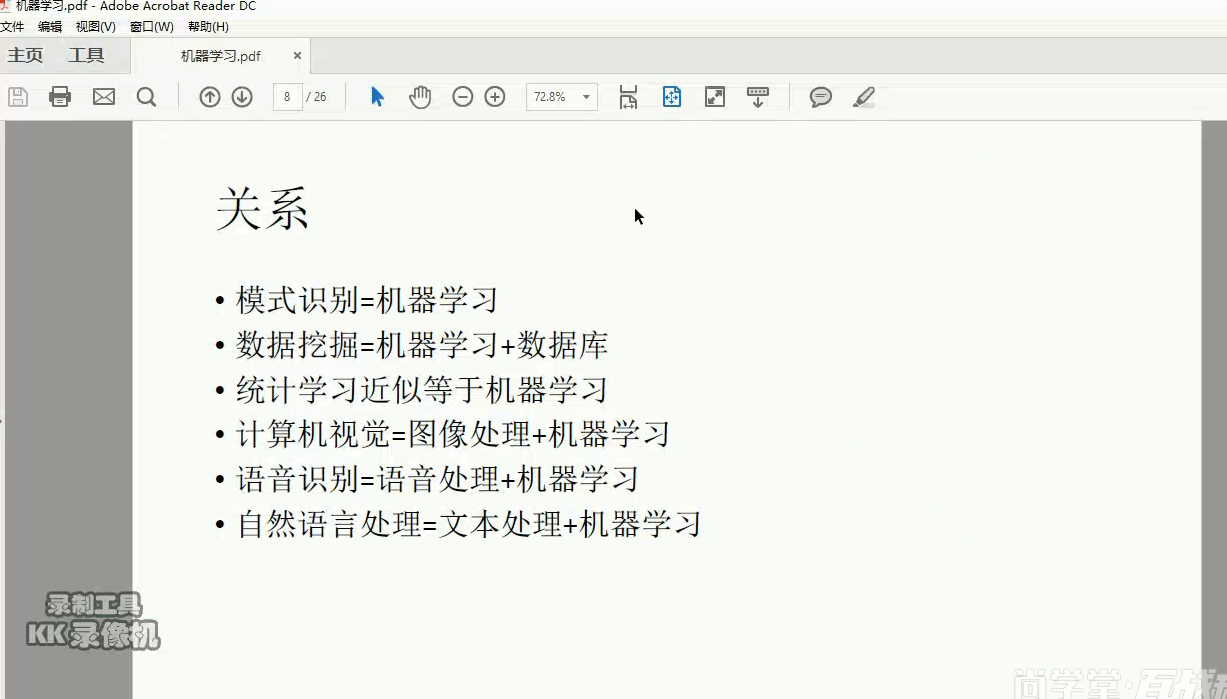 机器学习.pdf - Adobe Acrobat Reader DC
文件 编辑 视图(V) 窗口(W) 帮助(H)
主页 工具 机器学习.pdf ×
8 / 26 72.8%
关系
• 模式识别=机器学习
• 数据挖掘=机器学习+数据库
• 统计学习近似等于机器学习
• 计算机视觉=图像处理+机器学习
• 语音识别=语音处理+机器学习
• 自然语言处理=文本处理+机器学习
录制工具
KK录像机
尚学堂·百战